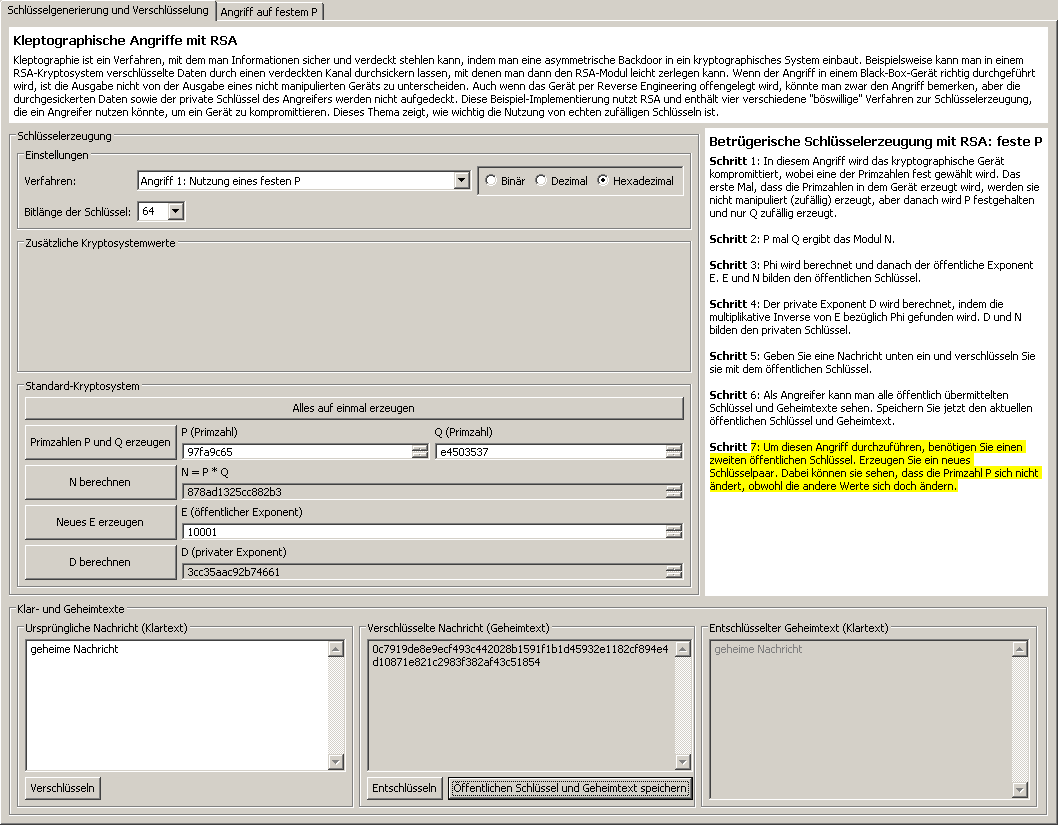 Schlüsselgenerierung und Verschlüsselung
Angriff auf festem P
Kleptographische Angriffe mit RSA
Kleptographie ist ein Verfahren, mit dem man Informationen sicher und verdeckt stehlen kann, indem man eine asymmetrische Backdoor in ein kryptographisches System einbaut. Beispielsweise kann man in einem
RSA-Kryptosystem verschlüsselte Daten durch einen verdeckten Kanal durchsickern lassen, mit denen man dann den RSA-Modul leicht zerlegen kann. Wenn der Angriff in einem Black-Box-Gerät richtig durchgeführt
wird, ist die Ausgabe nicht von der Ausgabe eines nicht manipulierten Geräts zu unterscheiden. Auch wenn das Gerät per Reverse Engineering offengelegt wird, könnte man zwar den Angriff bemerken, aber die
durchgesickerten Daten sowie der private Schlüssel des Angreifers werden nicht aufgedeckt. Diese Beispiel-Implementierung nutzt RSA und enthält vier verschiedene "böswillige" Verfahren zur Schlüsselerzeugung,
die ein Angreifer nutzen könnte, um ein Gerät zu kompromittieren. Dieses Thema zeigt, wie wichtig die Nutzung von echten zufälligen Schlüsseln ist.
Schlüsselerzeugung
Einstellungen
Verfahren:
Angriff 1: Nutzung eines festen P
Binär
Dezimal
Hexadezimal
Bitlänge der Schlüssel:
64
Zusätzliche Kryptosystemwerte
Standard-Kryptosystem
Alles auf einmal erzeugen
Primzahlen P und Q erzeugen
P (Primzahl)
Q (Primzahl)
97fa9c65
e4503537
N berechnen
N = P * Q
878ad1325cc882b3
Neues E erzeugen
E (öffentlicher Exponent)
10001
D berechnen
D (privater Exponent)
3cc35aac92b74661
Betrügerische Schlüsselerzeugung mit RSA: feste P
Schritt 1: In diesem Angriff wird das kryptographische Gerät
kompromittiert, wobei eine der Primzahlen fest gewählt wird. Das
erste Mal, dass die Primzahlen in dem Gerät erzeugt wird, werden sie
nicht manipuliert (zufällig) erzeugt, aber danach wird P festgehalten
und nur Q zufällig erzeugt.
Schritt 2: P mal Q ergibt das Modul N.
Schritt 3: Phi wird berechnet und danach der öffentliche Exponent
E. E und N bilden den öffentlichen Schlüssel.
Schritt 4: Der private Exponent D wird berechnet, indem die
multiplikative Inverse von E bezüglich Phi gefunden wird. D und N
bilden den privaten Schlüssel.
Schritt 5: Geben Sie eine Nachricht unten ein und verschlüsseln Sie
sie mit dem öffentlichen Schlüssel.
Schritt 6: Als Angreifer kann man alle öffentlich übermittelten
Schlüssel und Geheimtexte sehen. Speichern Sie jetzt den aktuellen
öffentlichen Schlüssel und Geheimtext.
Schritt 7: Um diesen Angriff durchzuführen, benötigen Sie einen
zweiten öffentlichen Schlüssel. Erzeugen Sie ein neues
Schlüsselpaar. Dabei können sie sehen, dass die Primzahl P sich nicht
ändert, obwohl die andere Werte sich doch ändern.
Klar- und Geheimtexte
Ursprüngliche Nachricht (Klartext)
geheime Nachricht
Verschlüsseln
Verschlüsselte Nachricht (Geheimtext)
0c7919de8e9ecf493c442028b1591f1b1d45932e1182cf894e4
d10871e821c2983f382af43c51854
Entschlüsseln
Öffentlichen Schlüssel und Geheimtext speichern
Entschlüsselter Geheimtext (Klartext)
geheime Nachricht